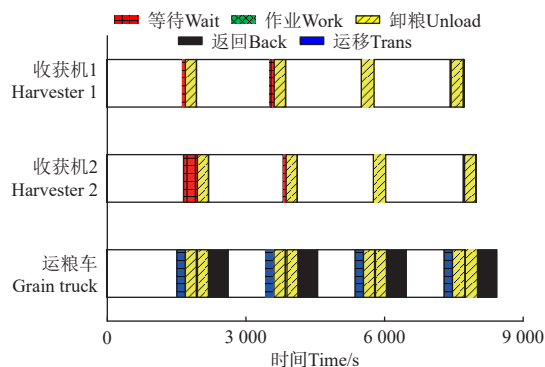 等待Wait 作业Work 卸粮Unload
返回Back 运移Trans
收获机1
Harvester 1
收获机2
Harvester 2
运粮车
Grain truck
0 3 000 6 000 9 000
时间Time/s